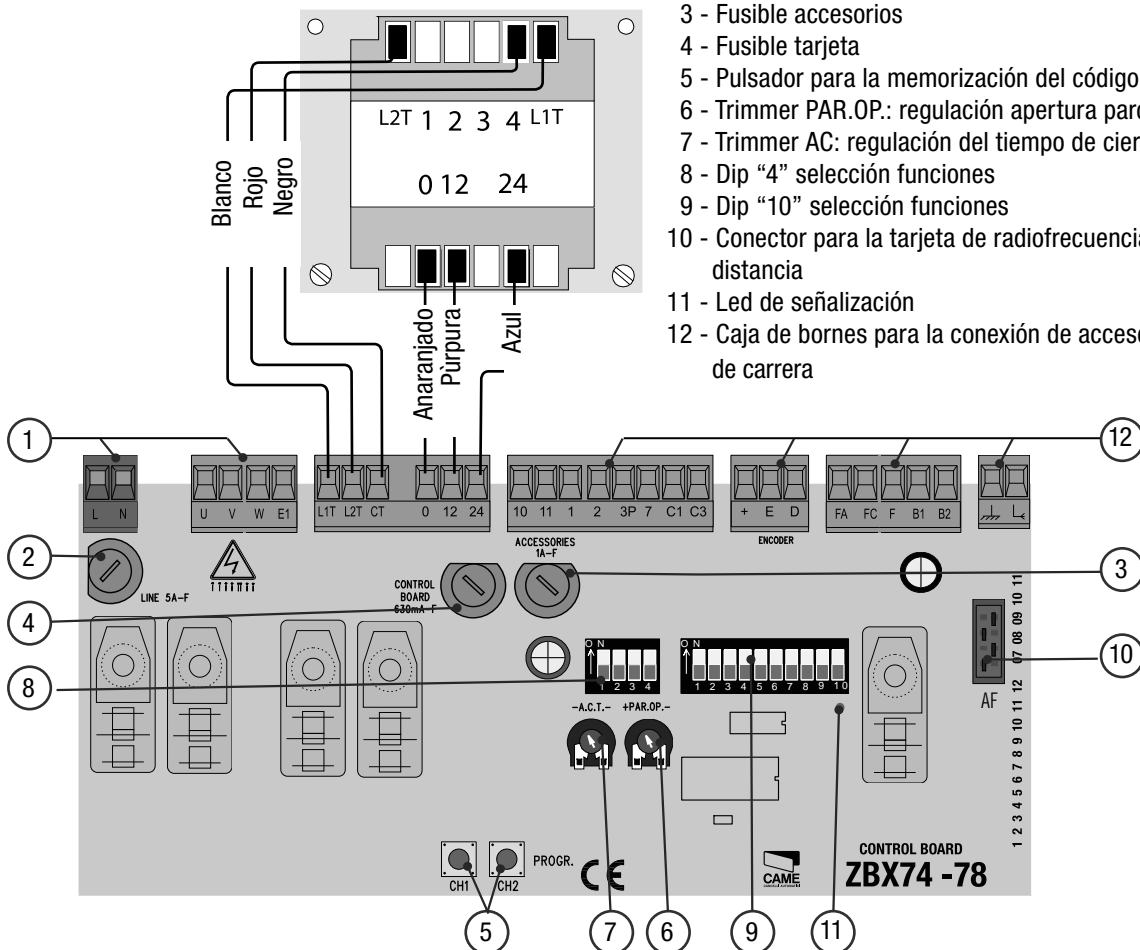 3 - Fusible accesorios
4 - Fusible tarjeta
5 - Pulsador para la memorización del código
6 - Trimmer PAR.OP.: regulación apertura
7 - Trimmer AC: regulación del tiempo de
8 - Dip “4” selección funciones
9 - Dip “10” selección funciones
10 - Conector para la tarjeta de radiofrecuencia
distancia
11 - Led de señalización
12 - Caja de bornes para la conexión de
de carrera
L2T 1 2 3 4 L1T
0 12 24
Blanco
Rojo
Negro
Anaranjado
Pùrpura
Azul
1
12
L N
U V W E1
L1T L2T CT
0 12 24
10 11 1 2 3P 7 C1 C3
+ E D
FA FC F B1 B2
ENCODER
ACCESSORIES
1A-F
2
LINE 5A-F
CONTROL
BOARD
630mA-F
3
4
8
10
ON
1 2 3 4
ON
1 2 3 4 5 6 7 8 9 10
-A.C.T.- +PAR.OP.-
AF
1 2 3 4 5 6 7 8 9 10 11 12 07 08 09 10 11
CH1 CH2 PROGR.
CE
CAME
CONTROL BOARD
ZBX74 -78
5
7
6
9
11